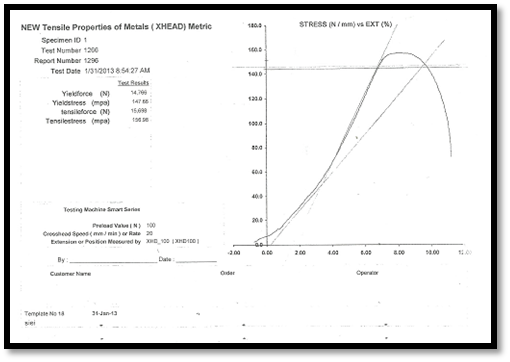 NEW Tensile Properties of Metals ( XHEAD) Metric
Specimen ID 1
Test Number 1200
Report Number 1296
Test Date 1/31/2013 8:54:27 AM
Test Results
Yieldforce (N) 14,766
Yieldstress (mpa) 147.66
tensileforce (N) 15,698
Tensilestress (mpa)
STRESS (N / mm) vs EXT (%)
180.0
160.0
140.0
120.0
100.0
80.0
60.0
40.0
20.0
0.0
-2.00 0.00 2.00 4.00 6.00 8.00 10.00 12.00
Testing Machine Smart Series
Preload Value ( N ) 100
Crosshead Speed ( mm / min ) or Rate 20
Extension or Position Measured by XHD_100 ( XHD100 )
By : Date :
Customer Name Order Operator
Template No 18 31-Jan-13